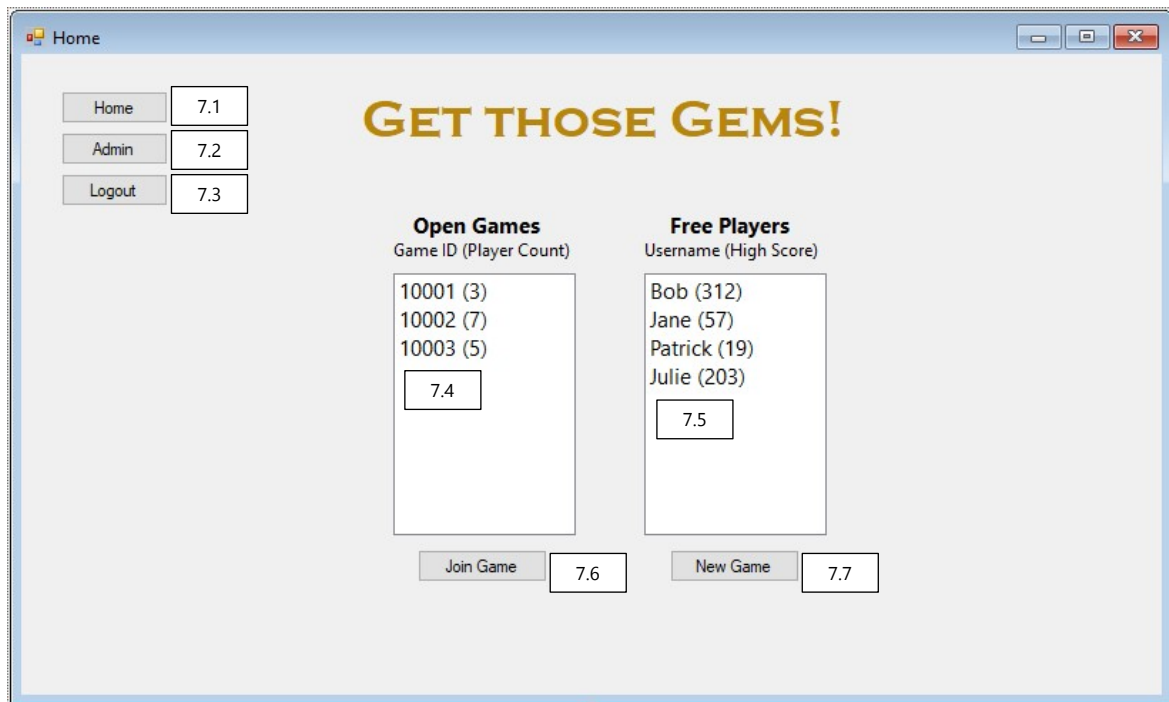 Home
Home 7.1
GET THOSE GEMS!
Admin 7.2
Logout 7.3
Open Games
Game ID (Player Count)
10001 (3)
10002 (7)
10003 (5)
7.4
Free Players
Username (High Score)
Bob (312)
Jane (57)
Patrick (19)
Julie (203)
7.5
Join Game 7.6
New Game 7.7